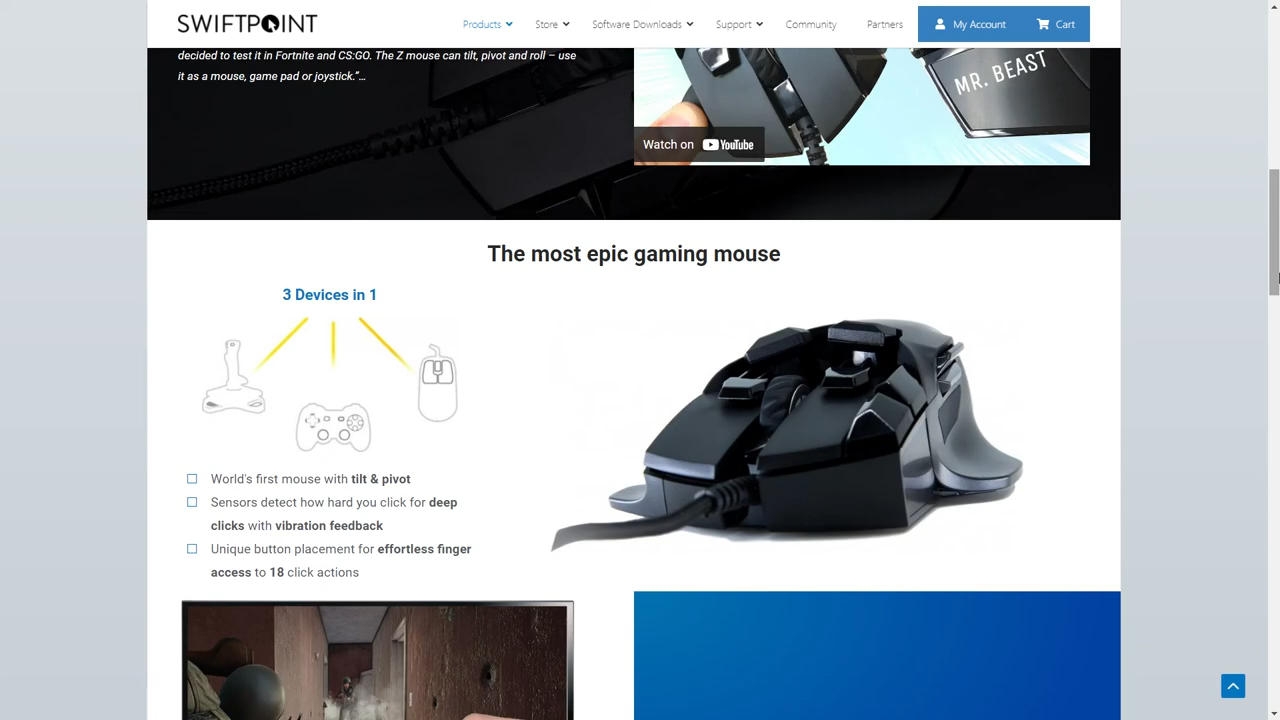 SWIFTPOINT
Products Store Software Downloads Support Community Partners My Account Cart
decided to test it in Fortnite and CS:GO. The Z mouse can tilt, pivot and roll – use
it as a mouse, game pad or joystick."...
MR. BEAST
Watch on YouTube
The most epic gaming mouse
3 Devices in 1
World's first mouse with tilt & pivot
Sensors detect how hard you click for deep
clicks with vibration feedback
Unique button placement for effortless finger
access to 18 click actions